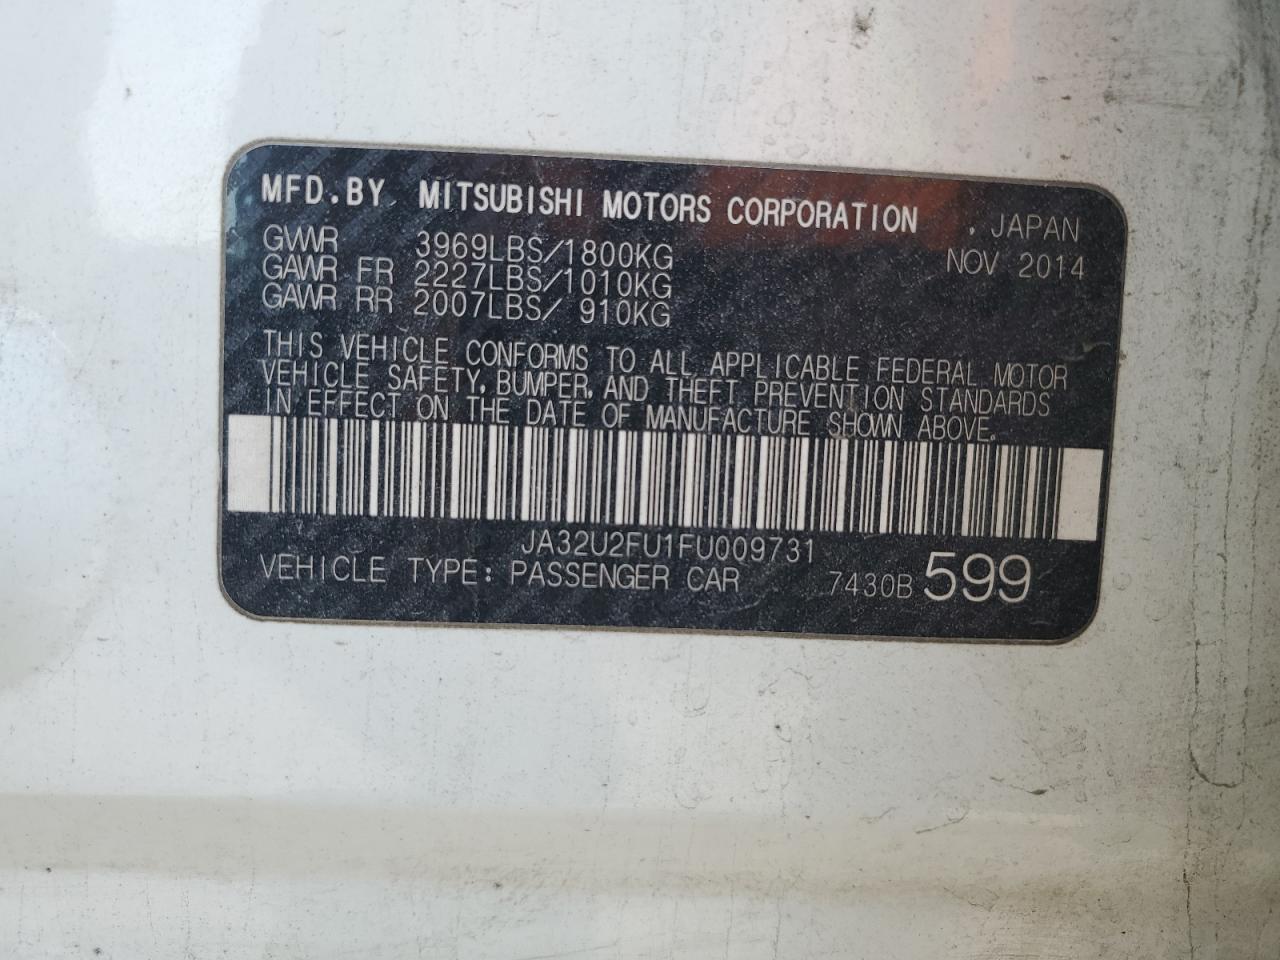 MFD.BY MITSUBISHI MOTORS CORPORATION , JAPAN
GVWR 3969LBS/1800KG NOV 2014
GAWR FR 2227LBS/1010KG
GAWR RR 2007LBS/ 910KG
THIS VEHICLE CONFORMS TO ALL APPLICABLE FEDERAL MOTOR
VEHICLE SAFETY, BUMPER, AND THEFT PREVENTION STANDARDS
IN EFFECT ON THE DATE OF MANUFACTURE SHOWN ABOVE.
JA32U2FU1FU009731
VEHICLE TYPE: PASSENGER CAR 7430B 599